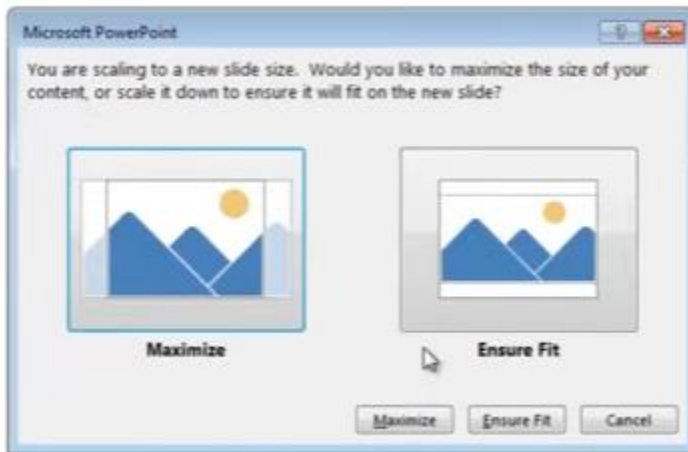 Microsoft PowerPoint
You are scaling to a new slide size. Would you like to maximize the size of your
content, or scale it down to ensure it will fit on the new slide?
Maximize
Ensure Fit
Maximize
Ensure Fit
Cancel